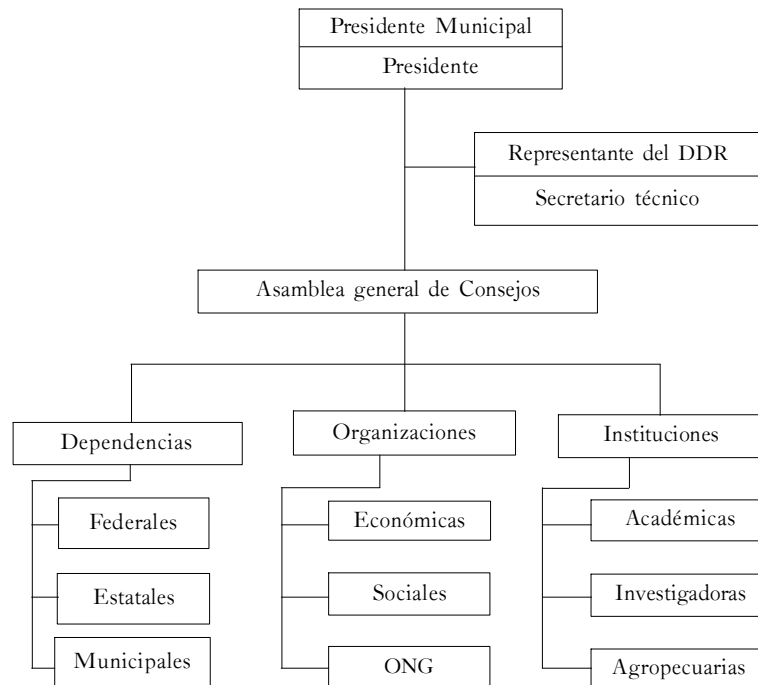 Presidente Municipal
Presidente
Representante del DDR
Secretario técnico
Asamblea general de Consejos
Dependencias
Organizaciones
Instituciones
Federales
Económicas
Académicas
Estatales
Sociales
Investigadoras
Municipales
ONG
Agropecuarias